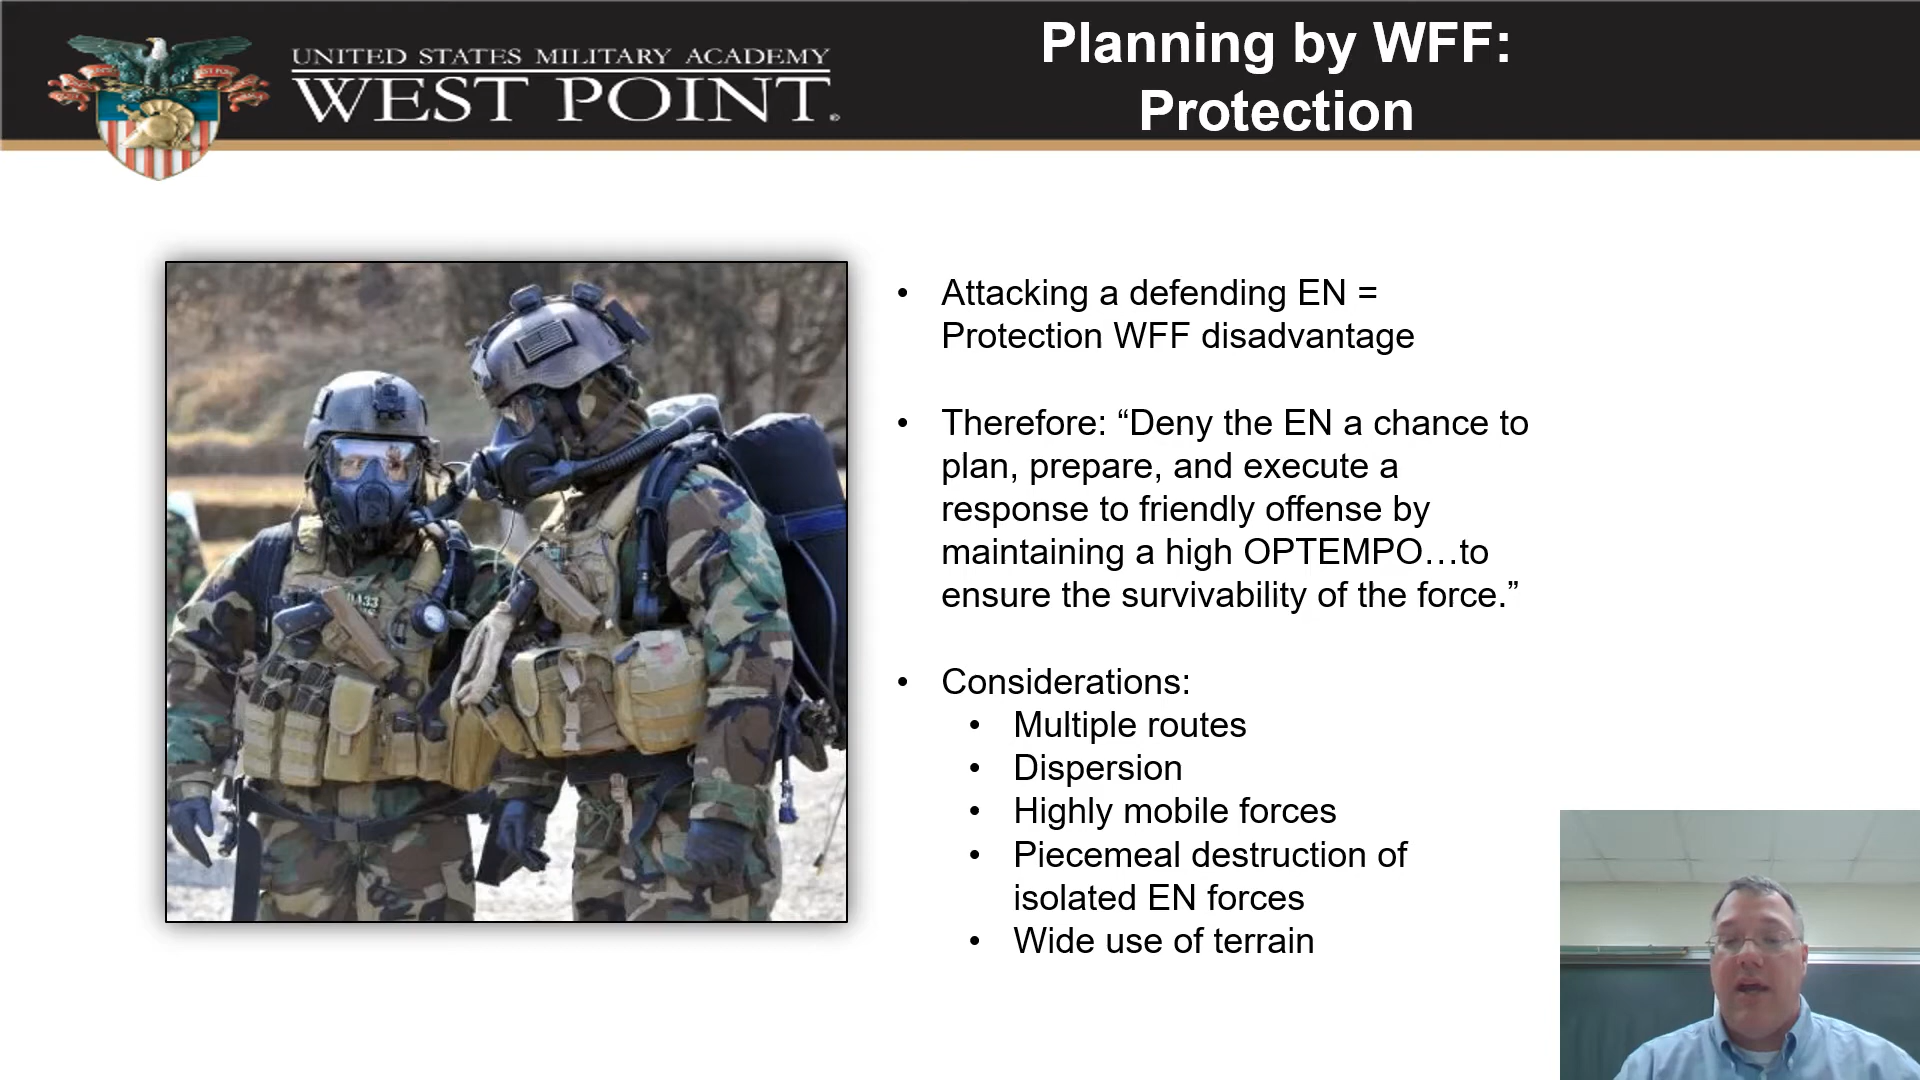 UNITED STATES MILITARY ACADEMY
WEST POINT.
Planning by WFF:
Protection
• Attacking a defending EN =
Protection WFF disadvantage
• Therefore: “Deny the EN a chance to
plan, prepare, and execute a
response to friendly offense by
maintaining a high OPTEMPO…to
ensure the survivability of the force.”
• Considerations:
• Multiple routes
• Dispersion
• Highly mobile forces
• Piecemeal destruction of
isolated EN forces
• Wide use of terrain